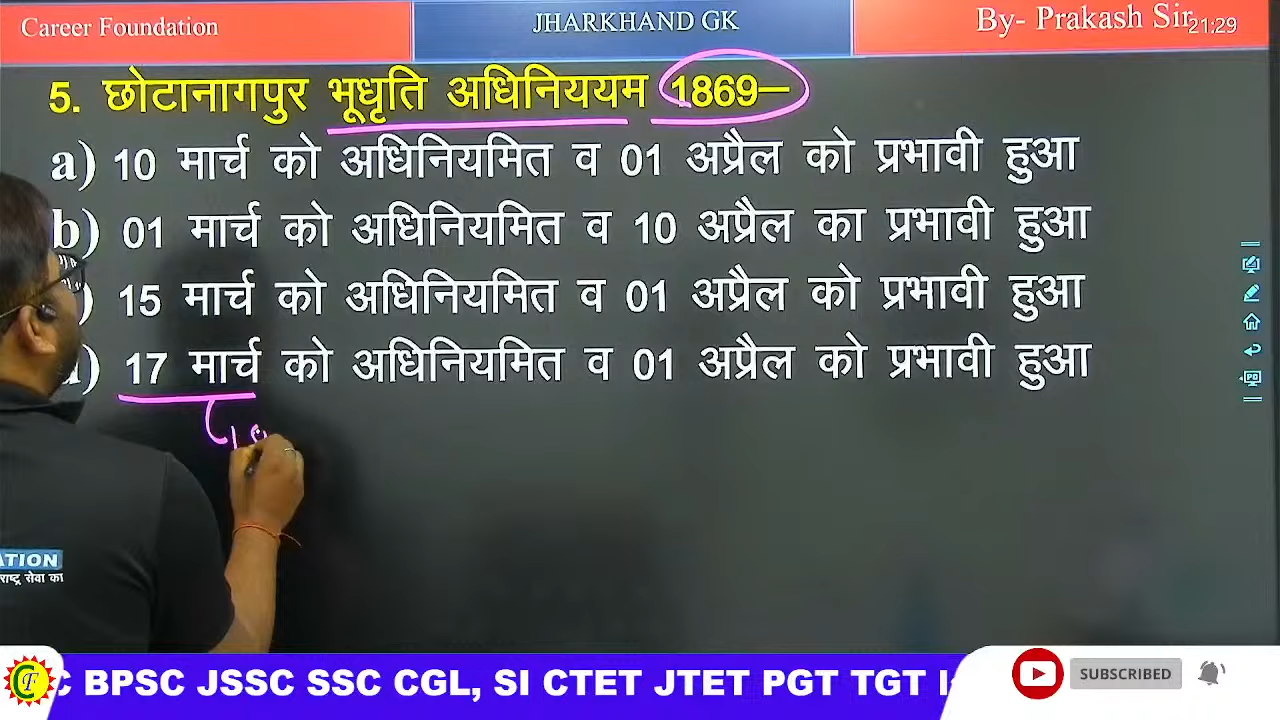 Career Foundation
JHARKHAND GK
By- Prakash Sir
21:29
5. छोटानागपुर भूधृति अधिनिययम 1869–
a) 10 मार्च को अधिनियमित व 01 अप्रैल को प्रभावी हुआ
b) 01 मार्च को अधिनियमित व 10 अप्रैल का प्रभावी हुआ
) 15 मार्च को अधिनियमित व 01 अप्रैल को प्रभावी हुआ
d) 17 मार्च को अधिनियमित व 01 अप्रैल को प्रभावी हुआ
ATION
राष्ट्र सेवा का
C BPSC JSSC SSC CGL, SI CTET JTET PGT TGT
SUBSCRIBED